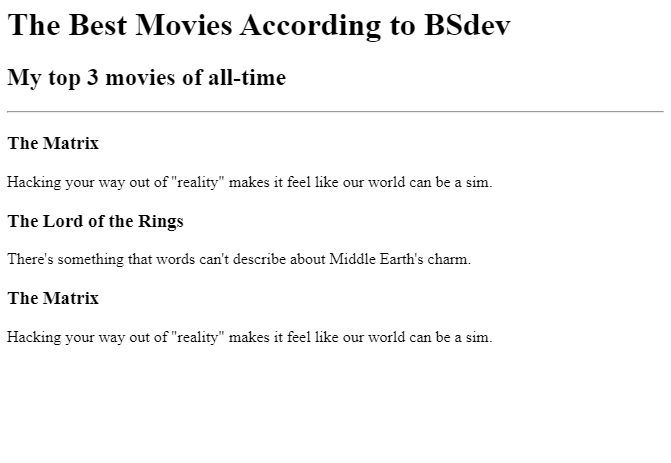 The Best Movies According to BSdev
My top 3 movies of all-time
The Matrix
Hacking your way out of "reality" makes it feel like our world can be a sim.
The Lord of the Rings
There's something that words can't describe about Middle Earth's charm.
The Matrix
Hacking your way out of "reality" makes it feel like our world can be a sim.